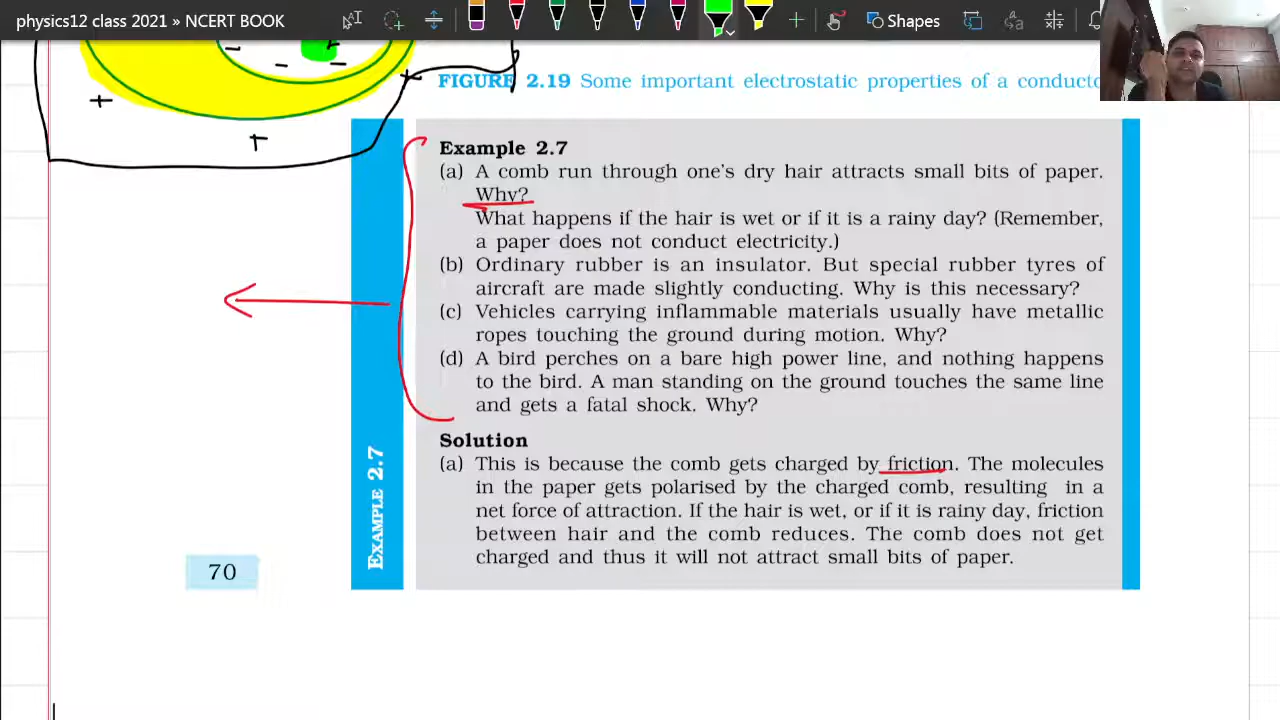 physics12 class 2021 » NCERT BOOK
Shapes
FIGURE 2.19 Some important electrostatic properties of a conducto
Example 2.7
(a) A comb run through one's dry hair attracts small bits of paper.
Why?
What happens if the hair is wet or if it is a rainy day? (Remember,
a paper does not conduct electricity.)
(b) Ordinary rubber is an insulator. But special rubber tyres of
aircraft are made slightly conducting. Why is this necessary?
(c) Vehicles carrying inflammable materials usually have metallic
ropes touching the ground during motion. Why?
(d) A bird perches on a bare high power line, and nothing happens
to the bird. A man standing on the ground touches the same line
and gets a fatal shock. Why?
Solution
(a) This is because the comb gets charged by friction. The molecules
in the paper gets polarised by the charged comb, resulting in a
net force of attraction. If the hair is wet, or if it is rainy day, friction
between hair and the comb reduces. The comb does not get
charged and thus it will not attract small bits of paper.
EXAMPLE 2.7
70